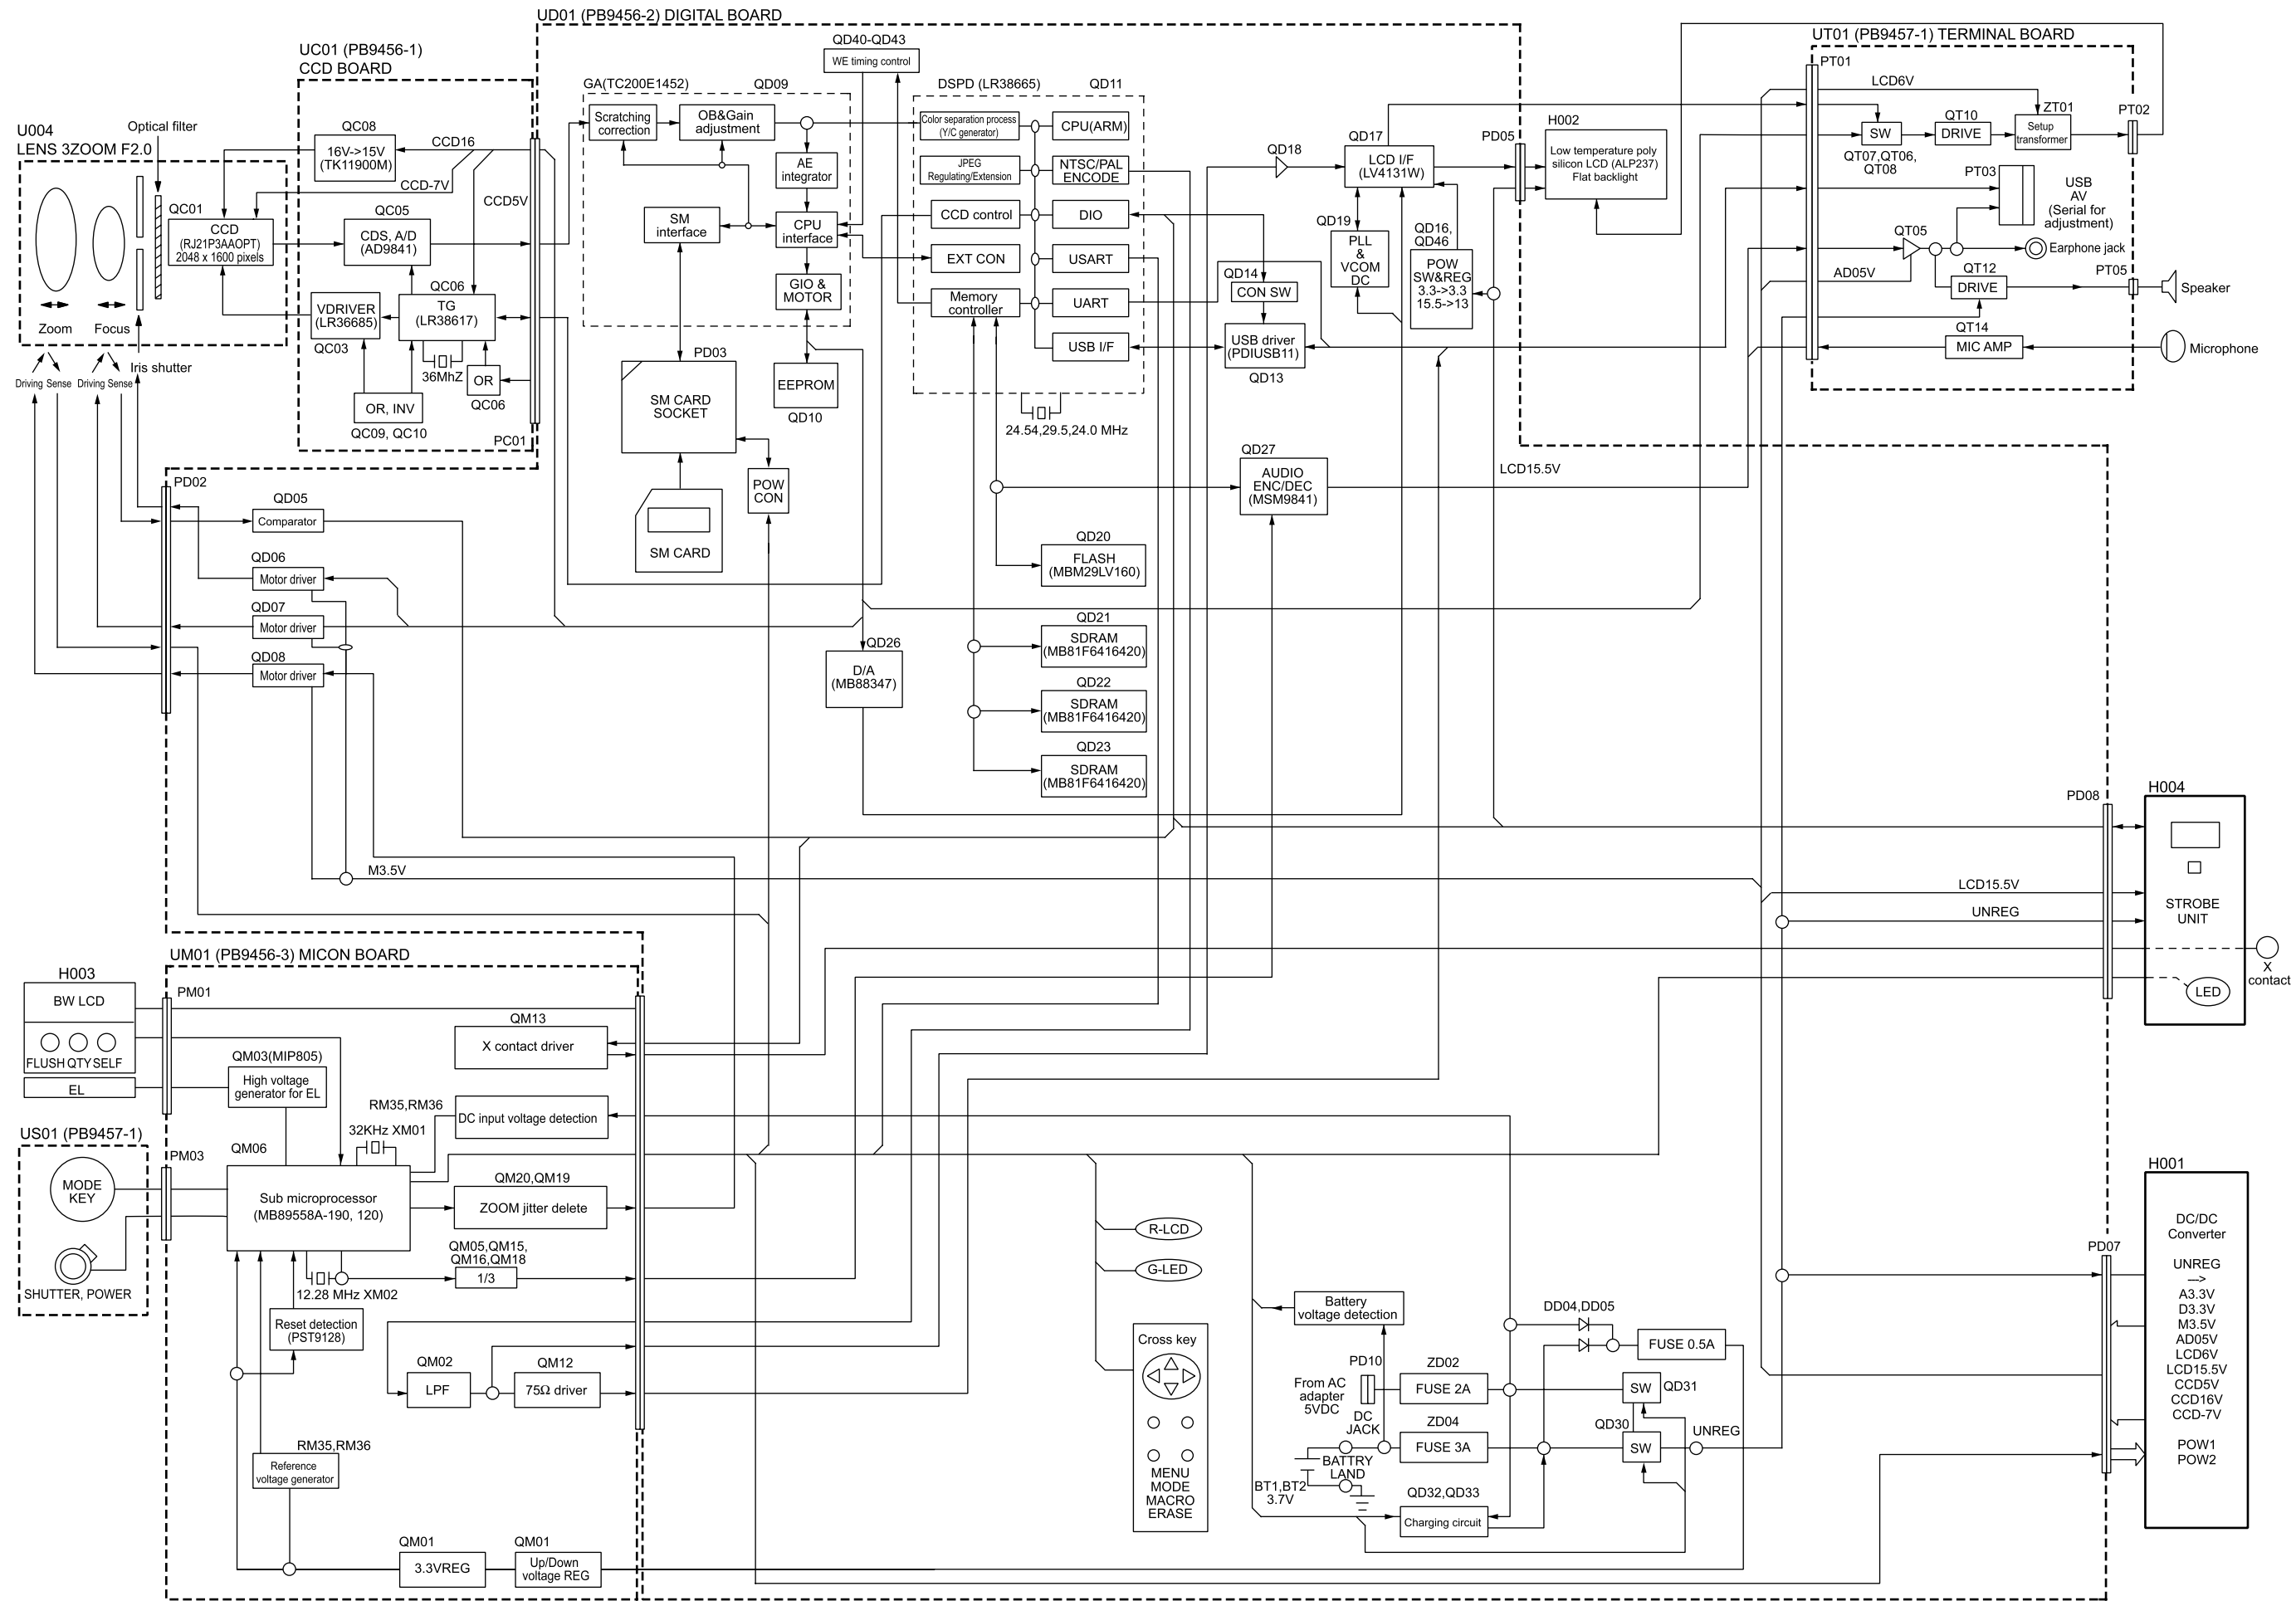 UD01 (PB9456-2) DIGITAL BOARD
UC01 (PB9456-1)
CCD BOARD
UT01 (PB9457-1) TERMINAL BOARD
U004
LENS 3ZOOM F2.0
Optical filter
Zoom
Focus
Iris shutter
Driving Sense
Driving Sense
QC08
16V->15V
(TK11900M)
CCD16
CCD-7V
CCD5V
QC01
CCD
(RJ21P3AAOPT)
2048 x 1600 pixels
QC05
CDS, A/D
(AD9841)
QC06
TG
(LR38617)
VDRIVER
(LR36685)
QC03
36MhZ
OR
QC06
OR, INV
QC09, QC10
PC01
GA(TC200E1452)
QD09
Scratching
correction
OB&Gain
adjustment
AE
integrator
SM
interface
CPU
interface
GIO &
MOTOR
PD03
SM CARD
SOCKET
EEPROM
QD10
POW
CON
SM CARD
QD40-QD43
WE timing control
DSPD (LR38665)
QD11
Color separation process
(Y/C generator)
CPU(ARM)
JPEG
Regulating/Extension
NTSC/PAL
ENCODE
CCD control
DIO
EXT CON
USART
Memory
controller
UART
USB I/F
24.54,29.5,24.0 MHz
QD18
QD17
LCD I/F
(LV4131W)
QD19
PLL
&
VCOM
DC
QD16,
QD46
POW
SW&REG
3.3->3.3
15.5->13
QD14
CON SW
USB driver
(PDIUSB11)
QD13
PD05
H002
Low temperature poly
silicon LCD (ALP237)
Flat backlight
PT01
LCD6V
SW
QT07,QT06,
QT08
QT10
DRIVE
ZT01
Setup
transformer
PT02
PT03
USB
AV
(Serial for
adjustment)
QT05
Earphone jack
AD05V
QT12
DRIVE
PT05
Speaker
QT14
MIC AMP
Microphone
QD27
AUDIO
ENC/DEC
(MSM9841)
LCD15.5V
QD20
FLASH
(MBM29LV160)
QD21
SDRAM
(MB81F6416420)
QD22
SDRAM
(MB81F6416420)
QD23
SDRAM
(MB81F6416420)
QD26
D/A
(MB88347)
PD02
QD05
Comparator
QD06
Motor driver
QD07
Motor driver
QD08
Motor driver
M3.5V
PD08
H004
LCD15.5V
UNREG
STROBE
UNIT
X
contact
LED
UM01 (PB9456-3) MICON BOARD
H003
BW LCD
FLUSH QTY SELF
EL
PM01
QM03(MIP805)
High voltage
generator for EL
QM13
X contact driver
RM35,RM36
DC input voltage detection
32KHz XM01
US01 (PB9457-1)
MODE
KEY
SHUTTER, POWER
PM03
QM06
Sub microprocessor
(MB89558A-190, 120)
QM20,QM19
ZOOM jitter delete
QM05,QM15,
QM16,QM18
1/3
12.28 MHz XM02
Reset detection
(PST9128)
QM02
LPF
QM12
75Ω driver
RM35,RM36
Reference
voltage generator
QM01
3.3VREG
QM01
Up/Down
voltage REG
R-LCD
G-LED
Cross key
MENU
MODE
MACRO
ERASE
Battery
voltage detection
DD04,DD05
FUSE 0.5A
PD10
From AC
adapter
5VDC
DC
JACK
ZD02
FUSE 2A
SW
QD31
ZD04
FUSE 3A
QD30
SW
UNREG
BATTRY
LAND
BT1,BT2
3.7V
QD32,QD33
Charging circuit
PD07
H001
DC/DC
Converter
UNREG
--->
A3.3V
D3.3V
M3.5V
AD05V
LCD6V
LCD15.5V
CCD5V
CCD16V
CCD-7V
POW1
POW2